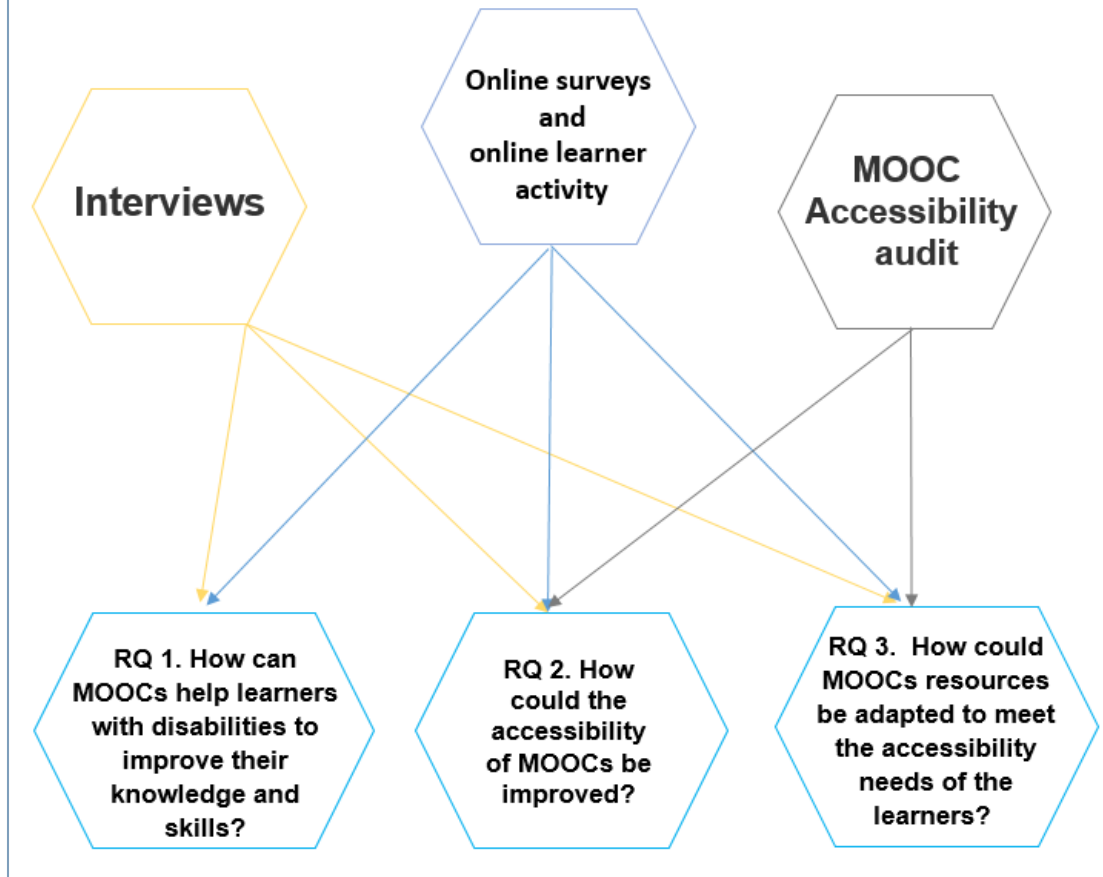 Online surveys
and
online learner
activity
Interviews
MOOC
Accessibility
audit
RQ 1. How can
MOOCs help learners
with disabilities to
improve their
knowledge and
skills?
RQ 2. How
could the
accessibility
of MOOCs be
improved?
RQ 3.  How could
MOOCs resources
be adapted to meet
the accessibility
needs of the
learners?